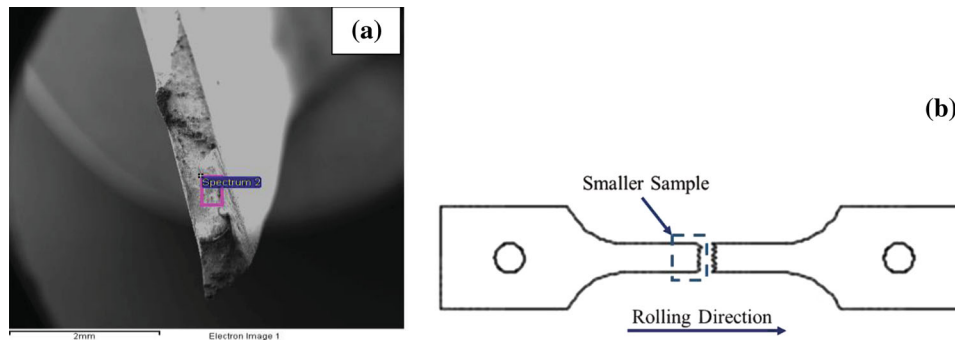 (a)
Spectrum 2
2mm
Electron Image 1
(b)
Smaller Sample
Rolling Direction